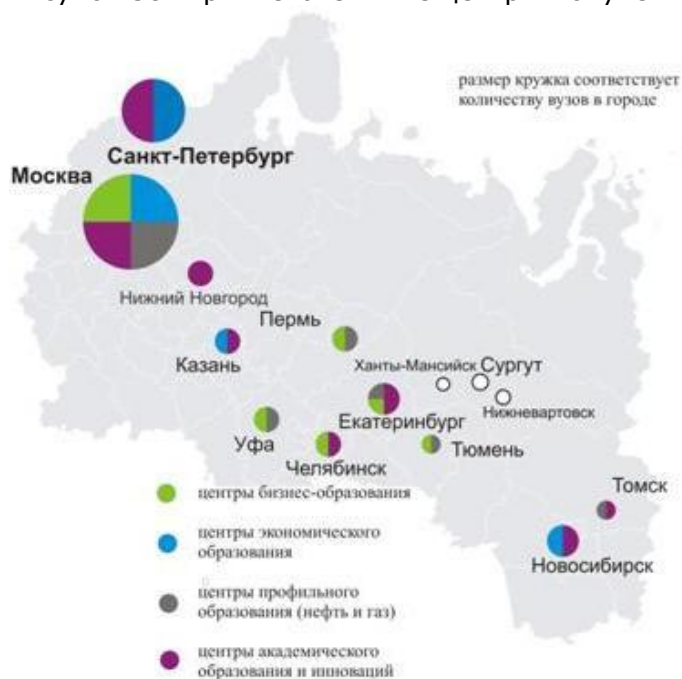 размер кружка соответствует
количеству вузов в городе
Санкт-Петербург
Москва
Нижний Новгород
Пермь
Казань
Ханты-Мансийск
Сургут
Нижневартовск
Екатеринбург
Уфа
Тюмень
Челябинск
Томск
Новосибирск
центры бизнес-образования
центры экономического
образования
центры профильного
образования (нефть и газ)
центры академического
образования и инноваций